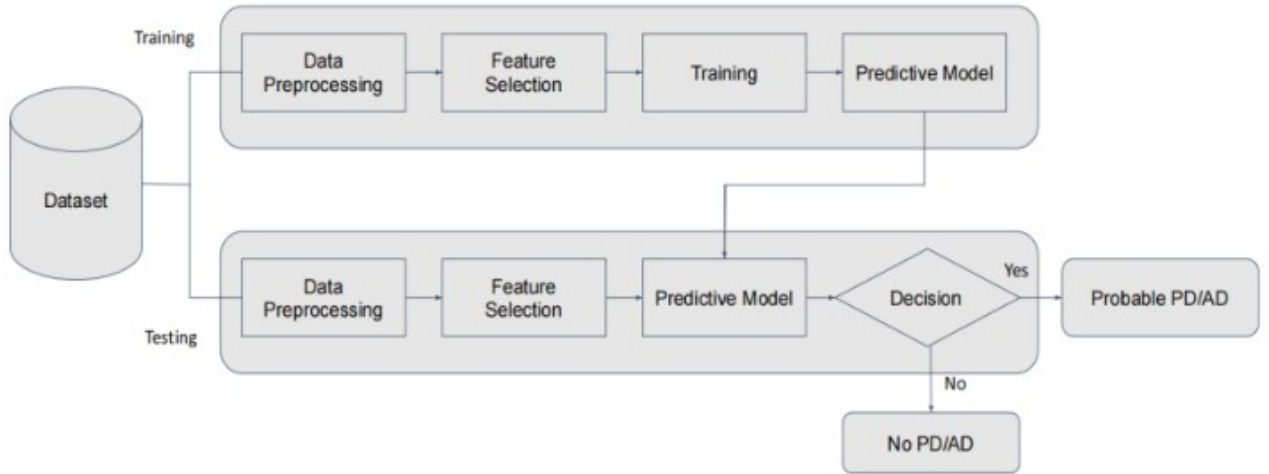 Training
Data
Preprocessing
Feature
Selection
Training
Predictive Model
Dataset
Testing
Data
Preprocessing
Feature
Selection
Predictive Model
Decision
Yes
Probable PD/AD
No
No PD/AD